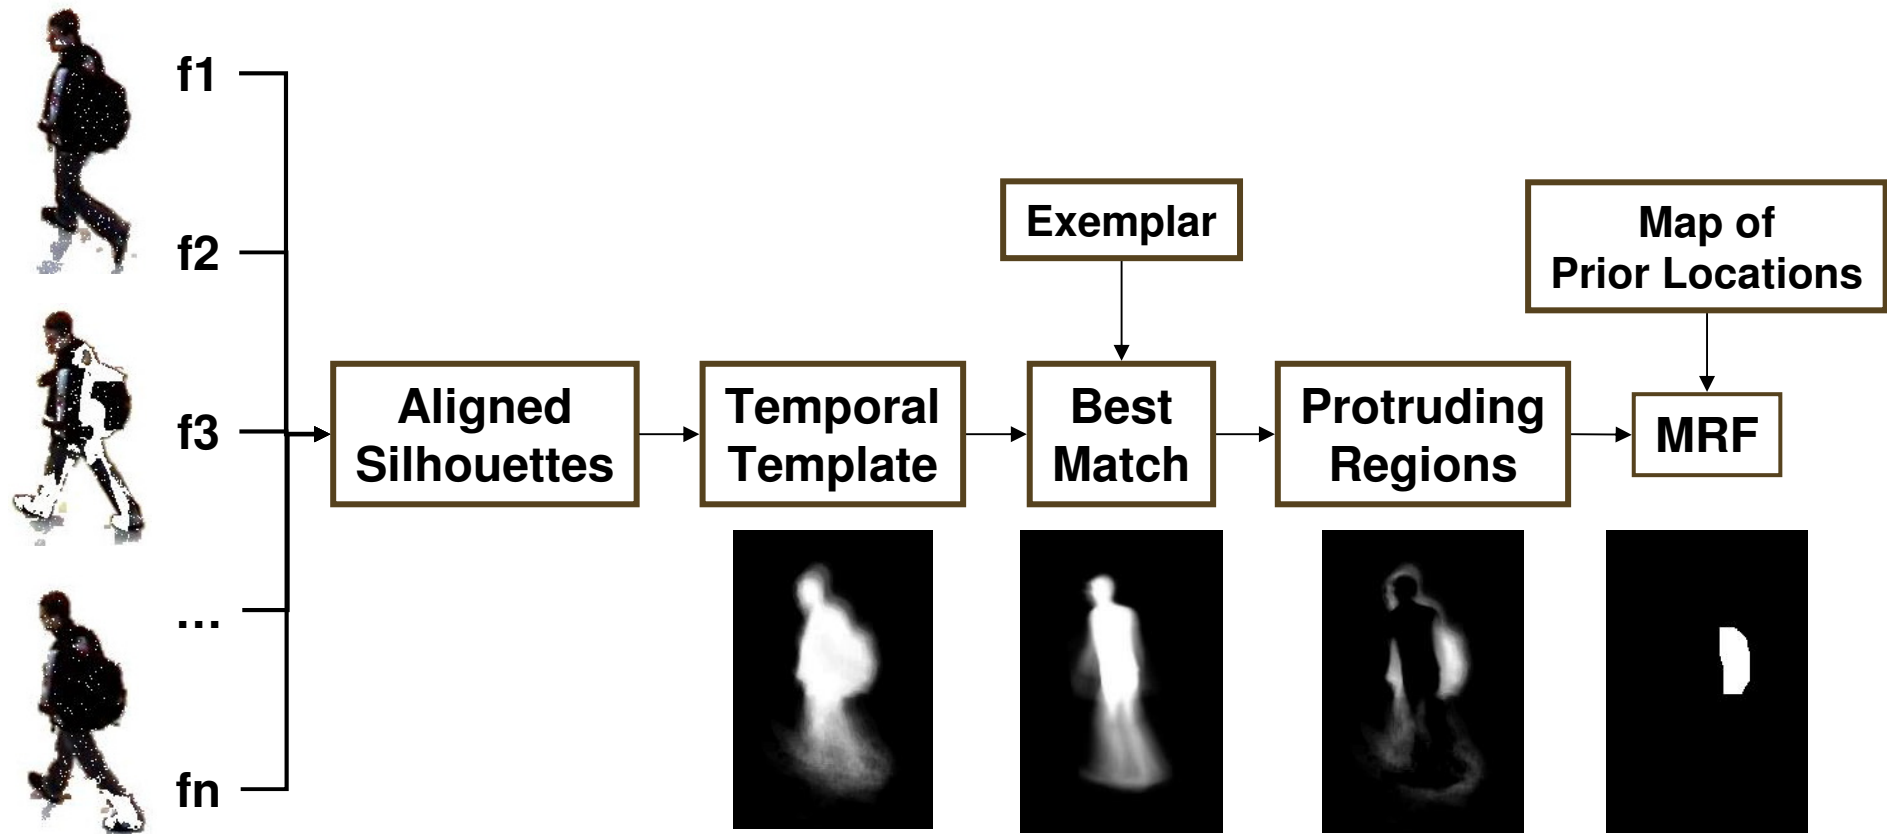 f1
f2
f3
...
fn
Aligned
Silhouettes
Temporal
Template
Exemplar
Best
Match
Protruding
Regions
Map of
Prior Locations
MRF